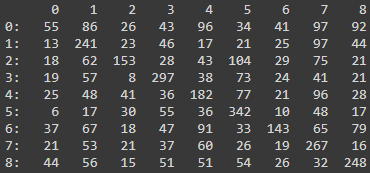 0 1 2 3 4 5 6 7 8
0: 55 86 26 43 96 34 41 97 92
1: 13 241 23 46 17 21 25 97 44
2: 18 62 153 28 43 104 29 75 21
3: 19 57 8 297 38 73 24 41 21
4: 25 48 41 36 182 77 21 96 28
5: 6 17 30 55 36 342 10 48 17
6: 37 67 18 47 91 33 143 65 79
7: 21 53 21 37 60 26 19 267 16
8: 44 56 15 51 51 54 26 32 248